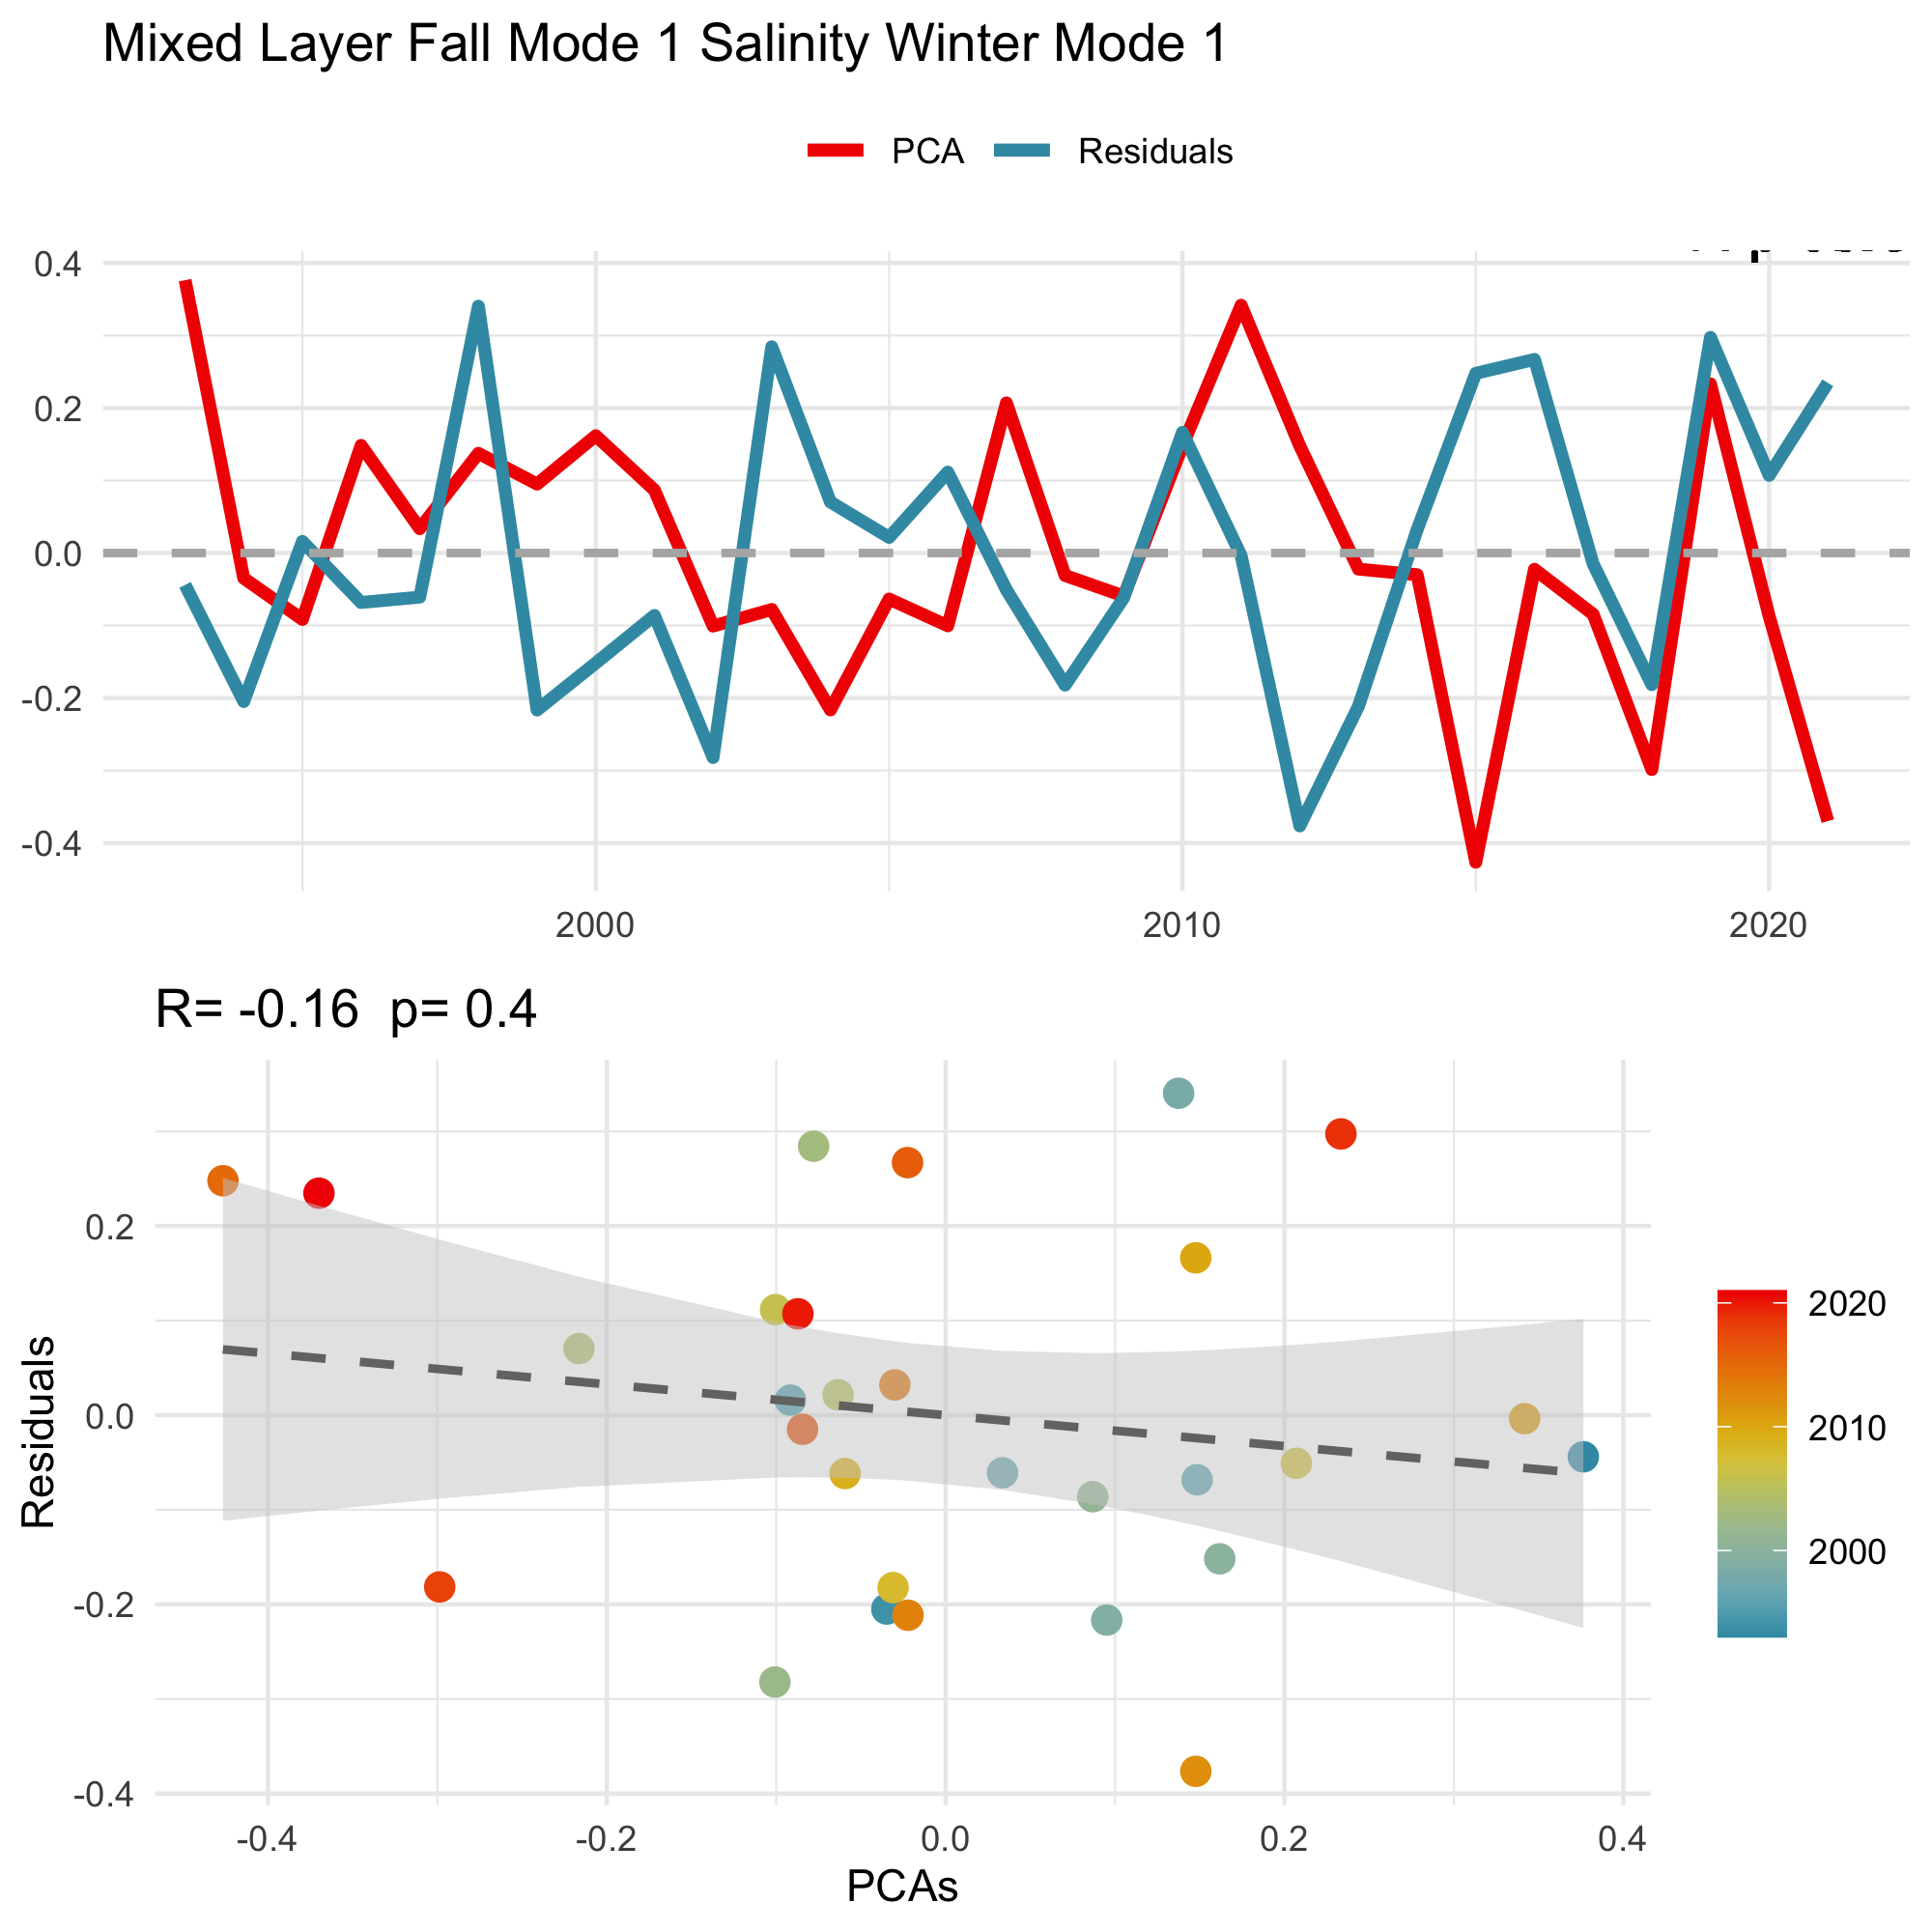 Mixed Layer Fall Mode 1 Salinity Winter Mode 1
PCA Residuals
0.4
0.2
0.0
-0.2
-0.4
2000 2010 2020
R= -0.16 p= 0.4
Residuals
0.2
0.0
-0.2
-0.4
-0.4 -0.2 0.0 0.2 0.4
PCAs
2020
2010
2000